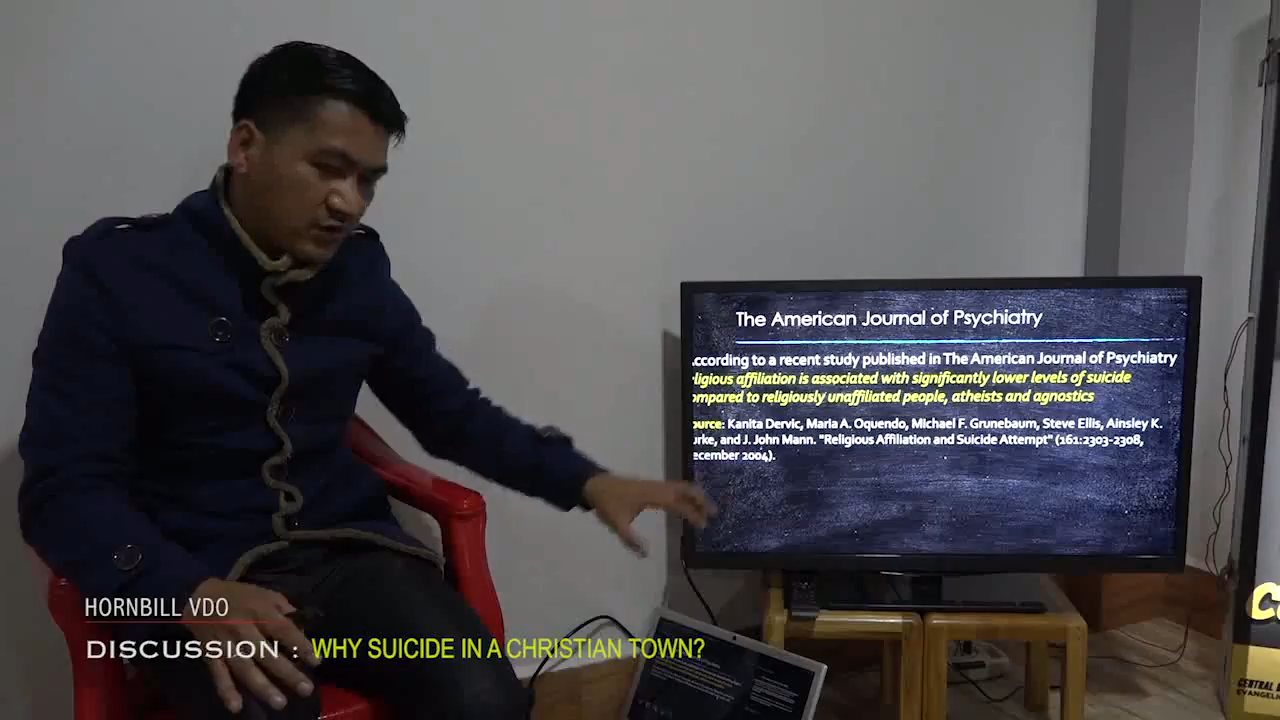 The American Journal of Psychiatry
ccording to a recent study published in The American Journal of Psychiatry
ligious affiliation is associated with significantly lower levels of suicide
ompared to religiously unaffiliated people, atheists and agnostics
ource: Kanita Dervic, Maria A. Oquendo, Michael F. Grunebaum, Steve Ellis, Ainsley K.
urke, and J. John Mann. "Religious Affiliation and Suicide Attempt" (161:2303-2308,
ecember 2004).
HORNBILL VDO
DISCUSSION : WHY SUICIDE IN A CHRISTIAN TOWN?
CENTRAL
EVANGELI